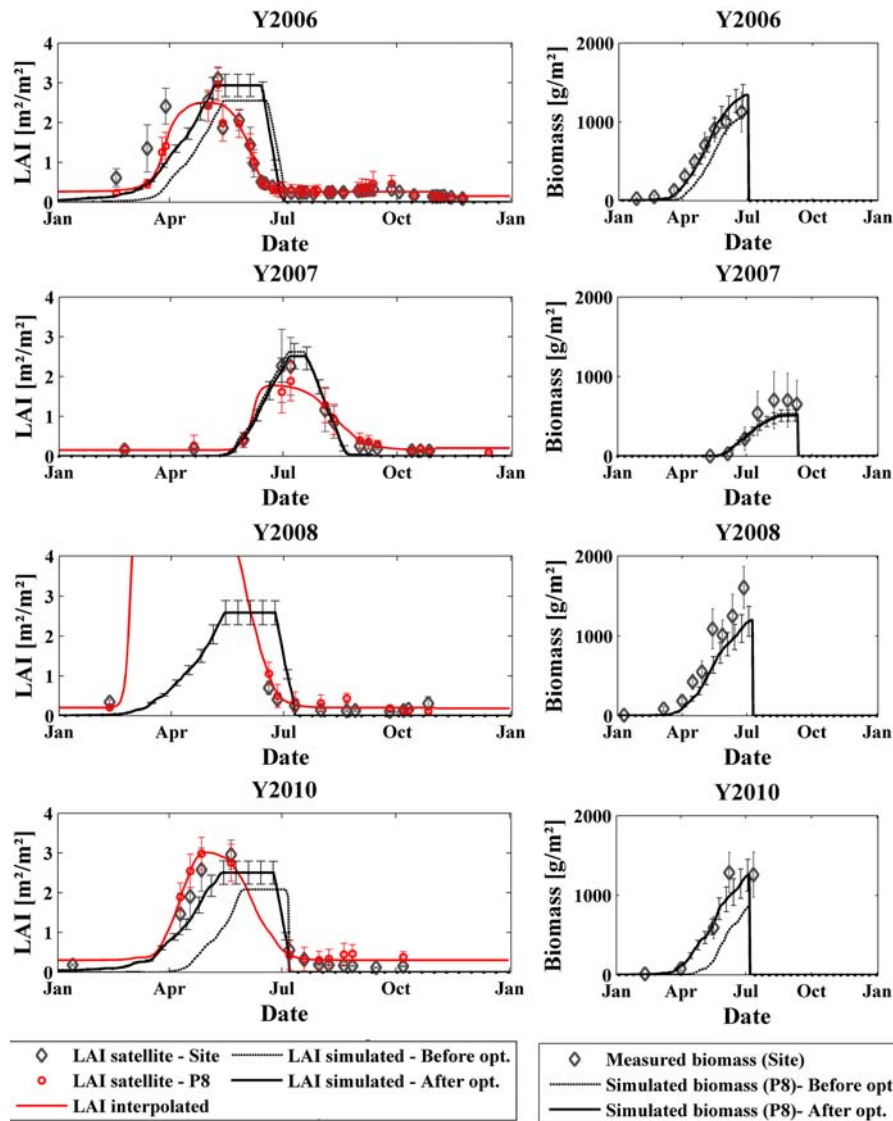 Y2006
Y2006
4
3
2
1
0
LAI [m²/m²]
Jan Apr Jul Oct Jan
Date
2000
1000
0
Biomass [g/m²]
Jan Apr Jul Oct Jan
Date
Y2007
Y2007
4
3
2
1
0
LAI [m²/m²]
Jan Apr Jul Oct Jan
Date
2000
1000
0
Biomass [g/m²]
Jan Apr Jul Oct Jan
Date
Y2008
Y2008
4
3
2
1
0
LAI [m²/m²]
Jan Apr Jul Oct Jan
Date
2000
1000
0
Biomass [g/m²]
Jan Apr Jul Oct Jan
Date
Y2010
Y2010
4
3
2
1
0
LAI [m²/m²]
Jan Apr Jul Oct Jan
Date
2000
1000
0
Biomass [g/m²]
Jan Apr Jul Oct Jan
Date
LAI satellite - Site
LAI simulated - Before opt.
LAI satellite - P8
LAI simulated - After opt.
LAI interpolated
Measured biomass (Site)
Simulated biomass (P8)- Before opt
Simulated biomass (P8)- After opt.